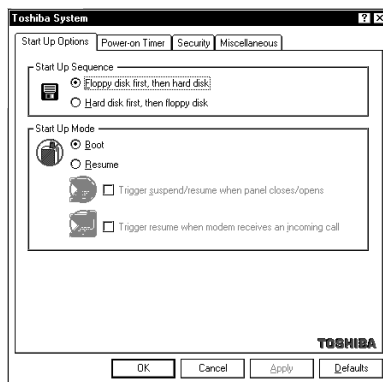 Toshiba System
Start Up Options Power-on Timer Security Miscellaneous
Start Up Sequence
Floppy disk first, then hard disk
Hard disk first, then floppy disk
Start Up Mode
Boot
Resume
Trigger suspend/resume when panel closes/opens
Trigger resume when modem receives an incoming call
TOSHIBA
OK Cancel Apply Defaults